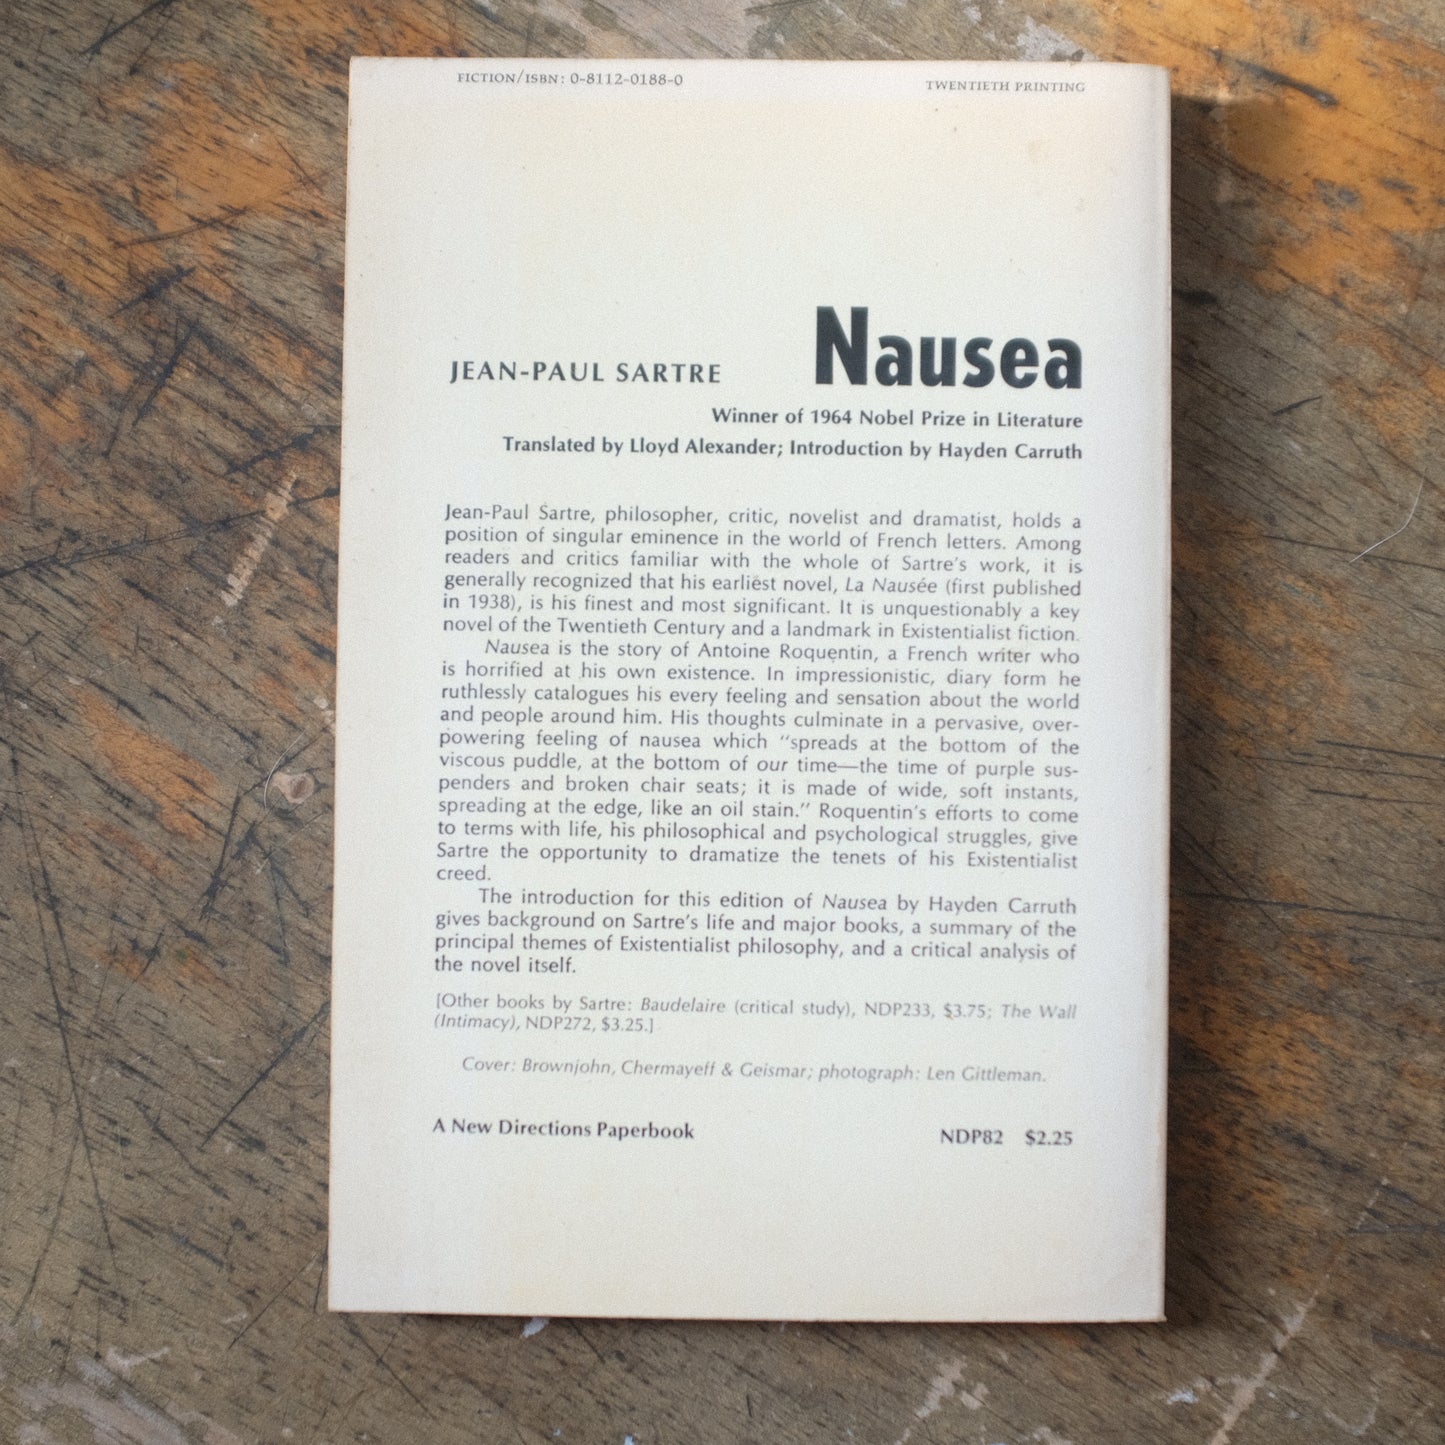 FICTION/ISBN: 0-8112-0188-0
TWENTIETH PRINTING
JEAN-PAUL SARTRE Nausea
Winner of 1964 Nobel Prize in Literature
Translated by Lloyd Alexander; Introduction by Hayden Carruth
Jean-Paul Sartre, philosopher, critic, novelist and dramatist, holds a
position of singular eminence in the world of French letters. Among
readers and critics familiar with the whole of Sartre's work, it is
generally recognized that his earliest novel, La Nausée (first published
in 1938), is his finest and most significant. It is unquestionably a key
novel of the Twentieth Century and a landmark in Existentialist fiction.
Nausea is the story of Antoine Roquentin, a French writer who
is horrified at his own existence. In impressionistic, diary form he
ruthlessly catalogues his every feeling and sensation about the world
and people around him. His thoughts culminate in a pervasive, over-
powering feeling of nausea which "spreads at the bottom of the
viscous puddle, at the bottom of our time—the time of purple sus-
penders and broken chair seats; it is made of wide, soft instants,
spreading at the edge, like an oil stain." Roquentin's efforts to come
to terms with life, his philosophical and psychological struggles, give
Sartre the opportunity to dramatize the tenets of his Existentialist
creed.
The introduction for this edition of Nausea by Hayden Carruth
gives background on Sartre's life and major books, a summary of the
principal themes of Existentialist philosophy, and a critical analysis of
the novel itself.
[Other books by Sartre: Baudelaire (critical study), NDP233, $3.75; The Wall
(Intimacy), NDP272, $3.25.]
Cover: Brownjohn, Chermayeff & Geismar; photograph: Len Gittleman.
A New Directions Paperbook NDP82 $2.25